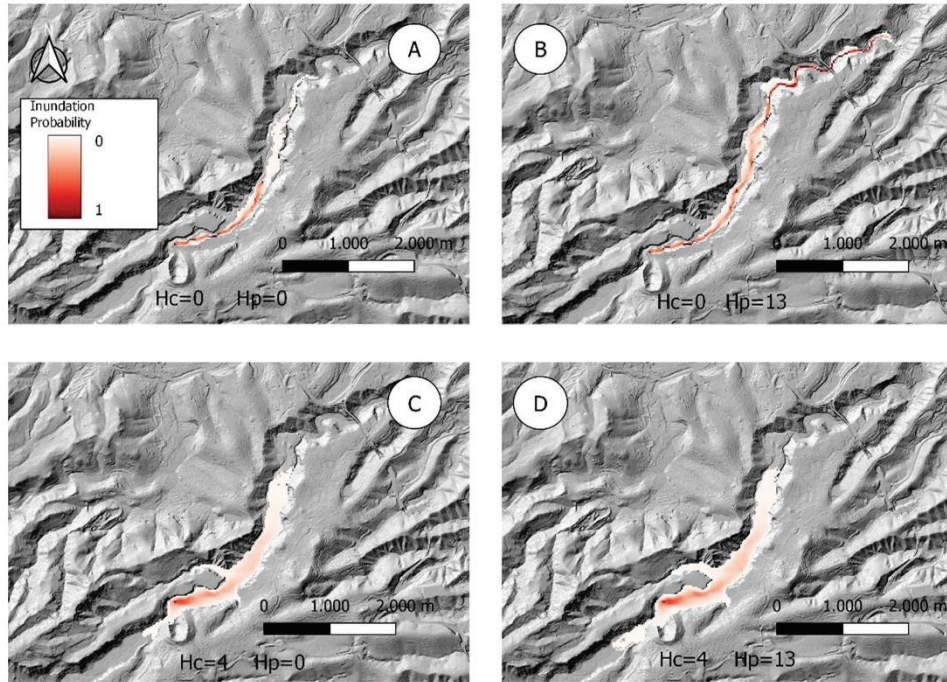 A
Inundation
Probability
0
1
0 1.000 2.000 m
Hc=0 Hp=0
B
0 1.000 2.000 m
Hc=0 Hp=13
C
0 1.000 2.000 m
Hc=4 Hp=0
D
0 1.000 2.000 m
Hc=4 Hp=13